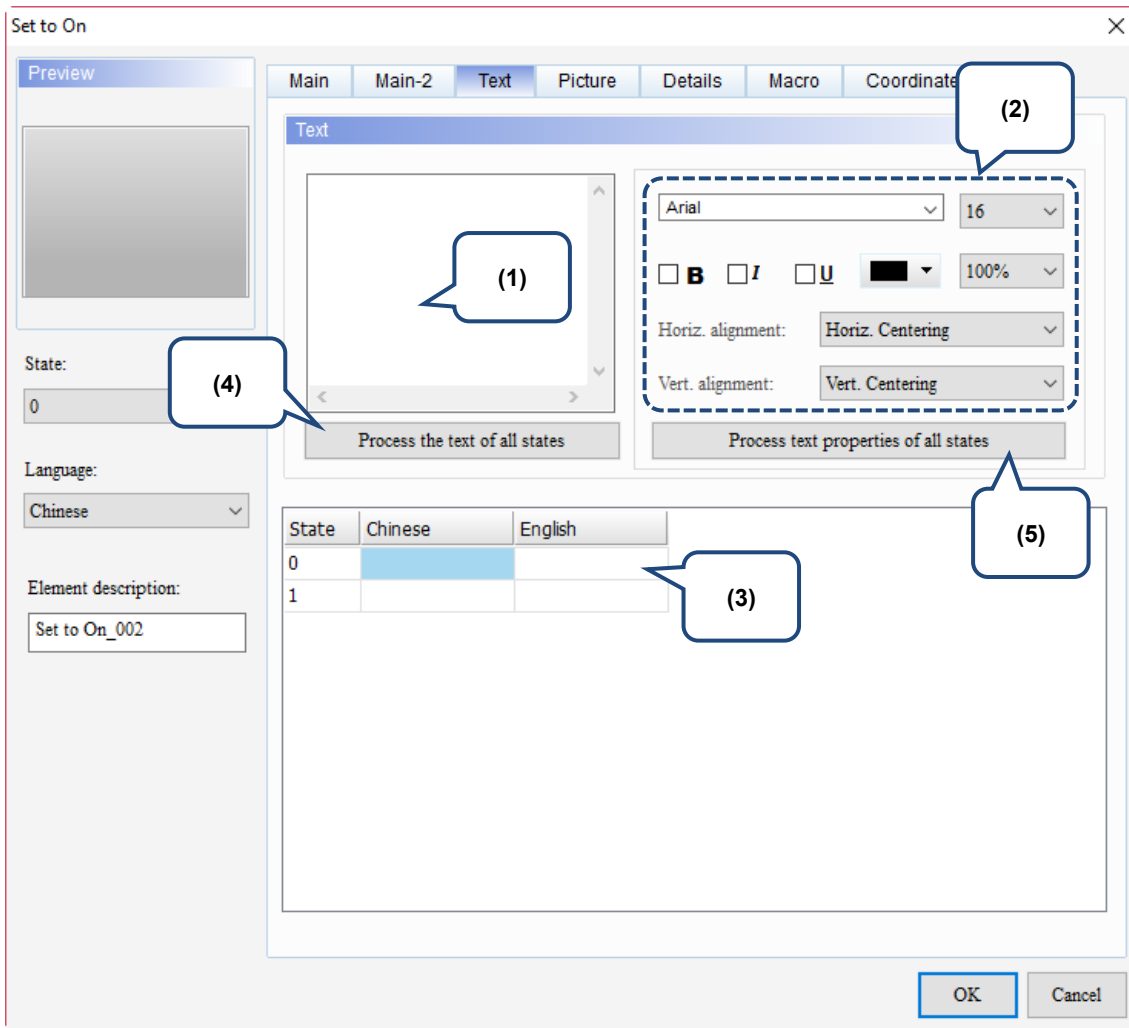 Set to On
Preview
Main Main-2 Text Picture Details Macro Coordinate
(2)
Text
Arial 16
(1)
B I U 100%
Horiz. alignment: Horiz. Centering
State:
(4)
Vert. alignment: Vert. Centering
0
Process the text of all states
Process text properties of all states
Language:
Chinese
State Chinese English
(5)
0
Element description:
1
(3)
Set to On_002
OK Cancel